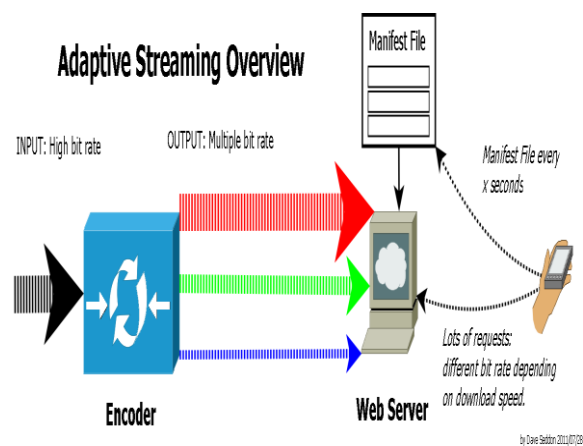 Adaptive Streaming Overview
Manifest File
INPUT: High bit rate
OUTPUT: Multiple bit rate
Manifest File every
x seconds
Lots of requests:
different bit rate depending
on download speed.
Encoder
Web Server
by Dave Seddon 2011/07/28